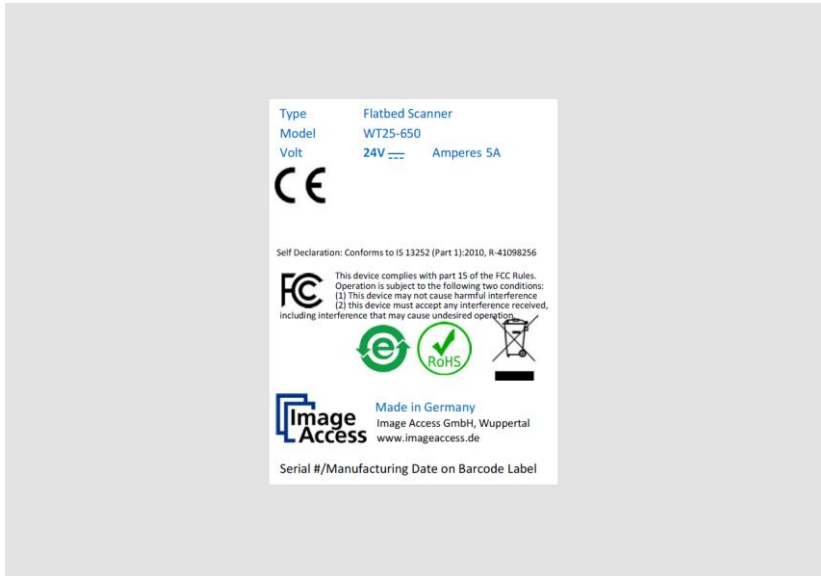 Type Flatbed Scanner
Model WT25-650
Volt 24V Amperes 5A
CE
Self Declaration: Conforms to IS 13252 (Part 1):2010, R-41098256
FC This device complies with part 15 of the FCC Rules.
Operation is subject to the following two conditions:
(1) This device may not cause harmful interference
(2) this device must accept any interference received,
including interference that may cause undesired operation.
e RoHS
Image Access
Made in Germany
Image Access GmbH, Wuppertal
www.imageaccess.de
Serial #/Manufacturing Date on Barcode Label